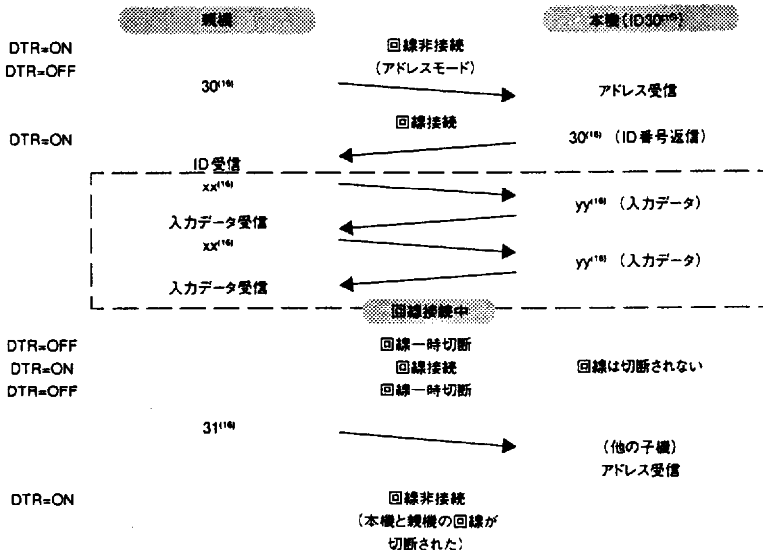 親機
本機(ID30⁽¹⁶⁾)
DTR=ON
回線非接続
DTR=OFF
(アドレスモード)
30⁽¹⁶⁾
アドレス受信
回線接続
DTR=ON
30⁽¹⁶⁾ (ID番号返信)
ID受信
xx⁽¹⁶⁾
yy⁽¹⁶⁾ (入力データ)
入力データ受信
xx⁽¹⁶⁾
yy⁽¹⁶⁾ (入力データ)
入力データ受信
回線接続中
DTR=OFF
回線一時切断
DTR=ON
回線接続
回線は切断されない
DTR=OFF
回線一時切断
31⁽¹⁶⁾
(他の子機)
アドレス受信
DTR=ON
回線非接続
(本機と親機の回線が
切断された)